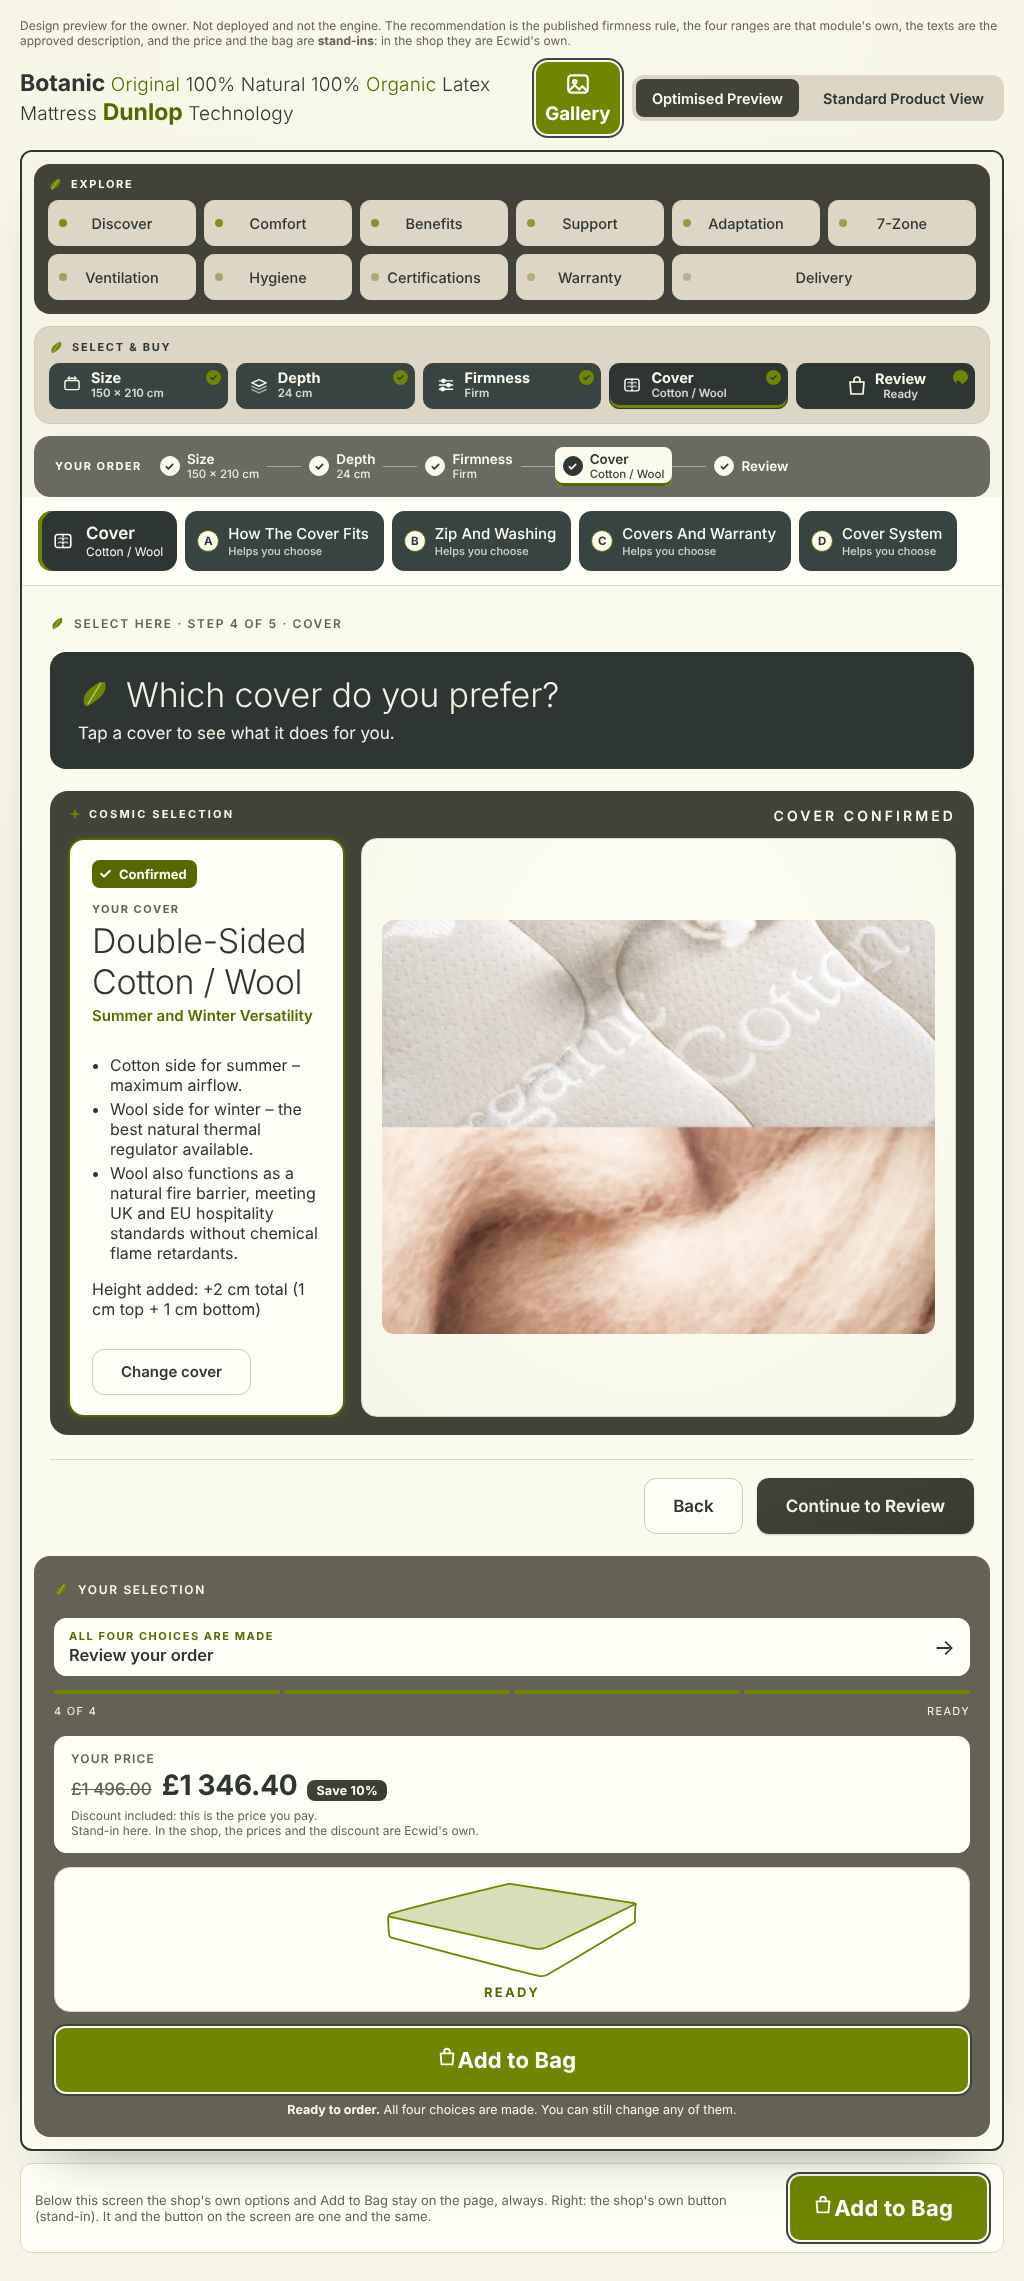 Design preview for the owner. Not deployed and not the engine. The recommendation is the published firmness rule, the four ranges are that module's own, the texts are the
approved description, and the price and the bag are stand-ins: in the shop they are Ecwid's own.
Botanic Original 100% Natural 100% Organic Latex
Mattress Dunlop Technology
Gallery
Optimised Preview
Standard Product View
EXPLORE
Discover
Comfort
Benefits
Support
Adaptation
7-Zone
Ventilation
Hygiene
Certifications
Warranty
Delivery
SELECT & BUY
Size
150 × 210 cm
Depth
24 cm
Firmness
Firm
Cover
Cotton / Wool
Review
Ready
YOUR ORDER
Size
150 × 210 cm
Depth
24 cm
Firmness
Firm
Cover
Cotton / Wool
Review
Cover
Cotton / Wool
A
How The Cover Fits
Helps you choose
B
Zip And Washing
Helps you choose
C
Covers And Warranty
Helps you choose
D
Cover System
Helps you choose
SELECT HERE · STEP 4 OF 5 · COVER
Which cover do you prefer?
Tap a cover to see what it does for you.
COSMIC SELECTION
COVER CONFIRMED
Confirmed
YOUR COVER
Double-Sided
Cotton / Wool
Summer and Winter Versatility
• Cotton side for summer –
maximum airflow.
• Wool side for winter – the
best natural thermal
regulator available.
• Wool also functions as a
natural fire barrier, meeting
UK and EU hospitality
standards without chemical
flame retardants.
Height added: +2 cm total (1
cm top + 1 cm bottom)
Change cover
Cotton
Back
Continue to Review
YOUR SELECTION
ALL FOUR CHOICES ARE MADE
Review your order
4 OF 4
READY
YOUR PRICE
£1 496.00 £1 346.40 Save 10%
Discount included: this is the price you pay.
Stand-in here. In the shop, the prices and the discount are Ecwid's own.
READY
Add to Bag
Ready to order. All four choices are made. You can still change any of them.
Below this screen the shop's own options and Add to Bag stay on the page, always. Right: the shop's own button
(stand-in). It and the button on the screen are one and the same.
Add to Bag